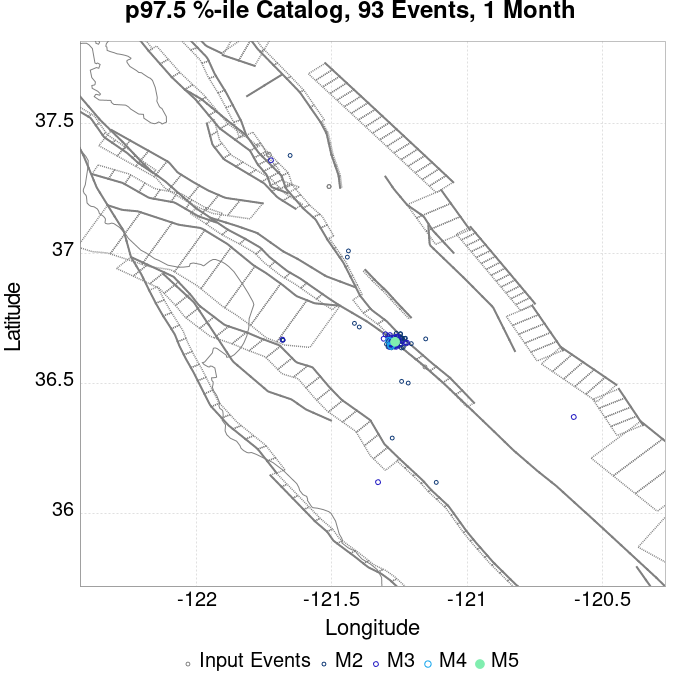 p97.5 %-ile Catalog, 93 Events, 1 Month
37.5
37
36.5
36
Latitude
-122
-121.5
-121
-120.5
Longitude
Input Events M2 M3 M4 M5